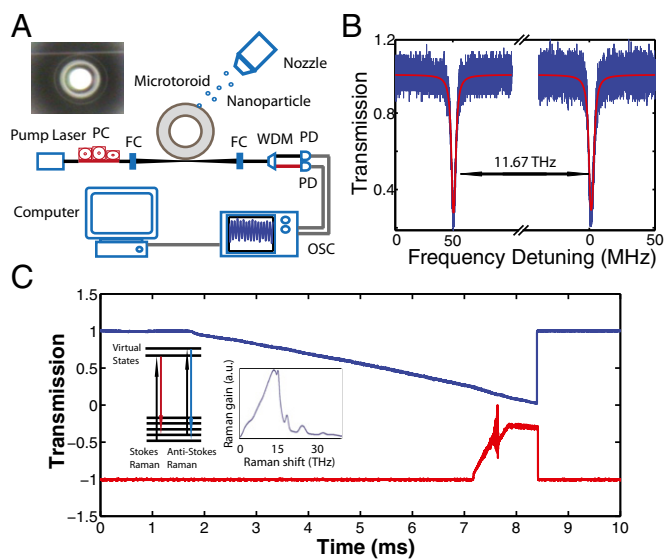 A
Nozzle
Microtoroid
Nanoparticle
Pump Laser PC FC FC WDM PD
PD
Computer
OSC
B
1.2
0.8
0.4
Transmission
11.67 THz
0 50 0 50
Frequency Detuning (MHz)
C
1.5
1
0.5
0
−0.5
−1
−1.5
Transmission
Virtual
States
Stokes Anti-Stokes
Raman Raman
Raman gain (a.u.)
0 15 30
Raman shift (THz)
0 1 2 3 4 5 6 7 8 9 10
Time (ms)